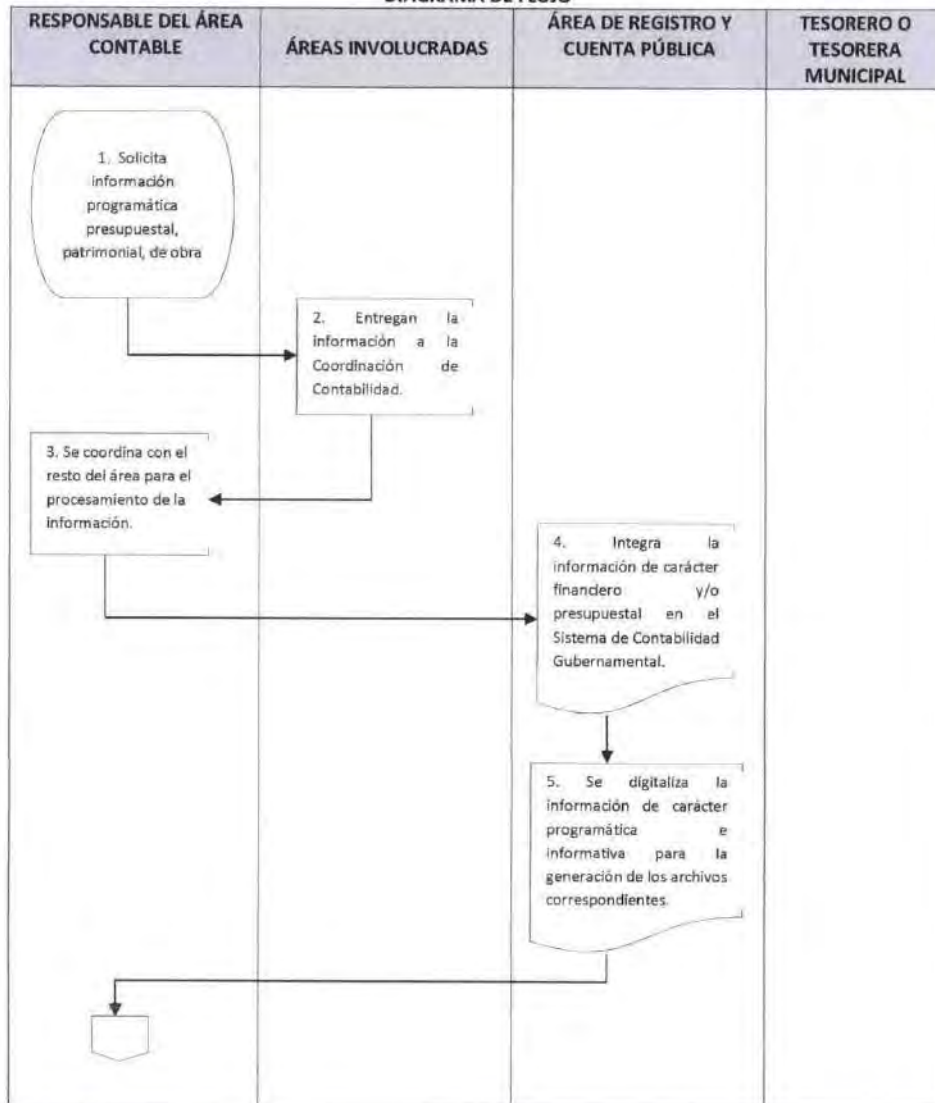 DIAGRAMA DE FLUJO
RESPONSABLE DEL ÁREA
CONTABLE
ÁREAS INVOLUCRADAS
ÁREA DE REGISTRO Y
CUENTA PÚBLICA
TESORERO O
TESORERA
MUNICIPAL
1. Solicita
información
programática
presupuestal,
patrimonial, de obra
2. Entregan la
información a la
Coordinación de
Contabilidad.
3. Se coordina con el
resto del área para el
procesamiento de la
información.
4. Integra la
información de carácter
financiero y/o
presupuestal en el
Sistema de Contabilidad
Gubernamental.
5. Se digitaliza la
información de carácter
programática e
informativa para la
generación de los archivos
correspondientes.